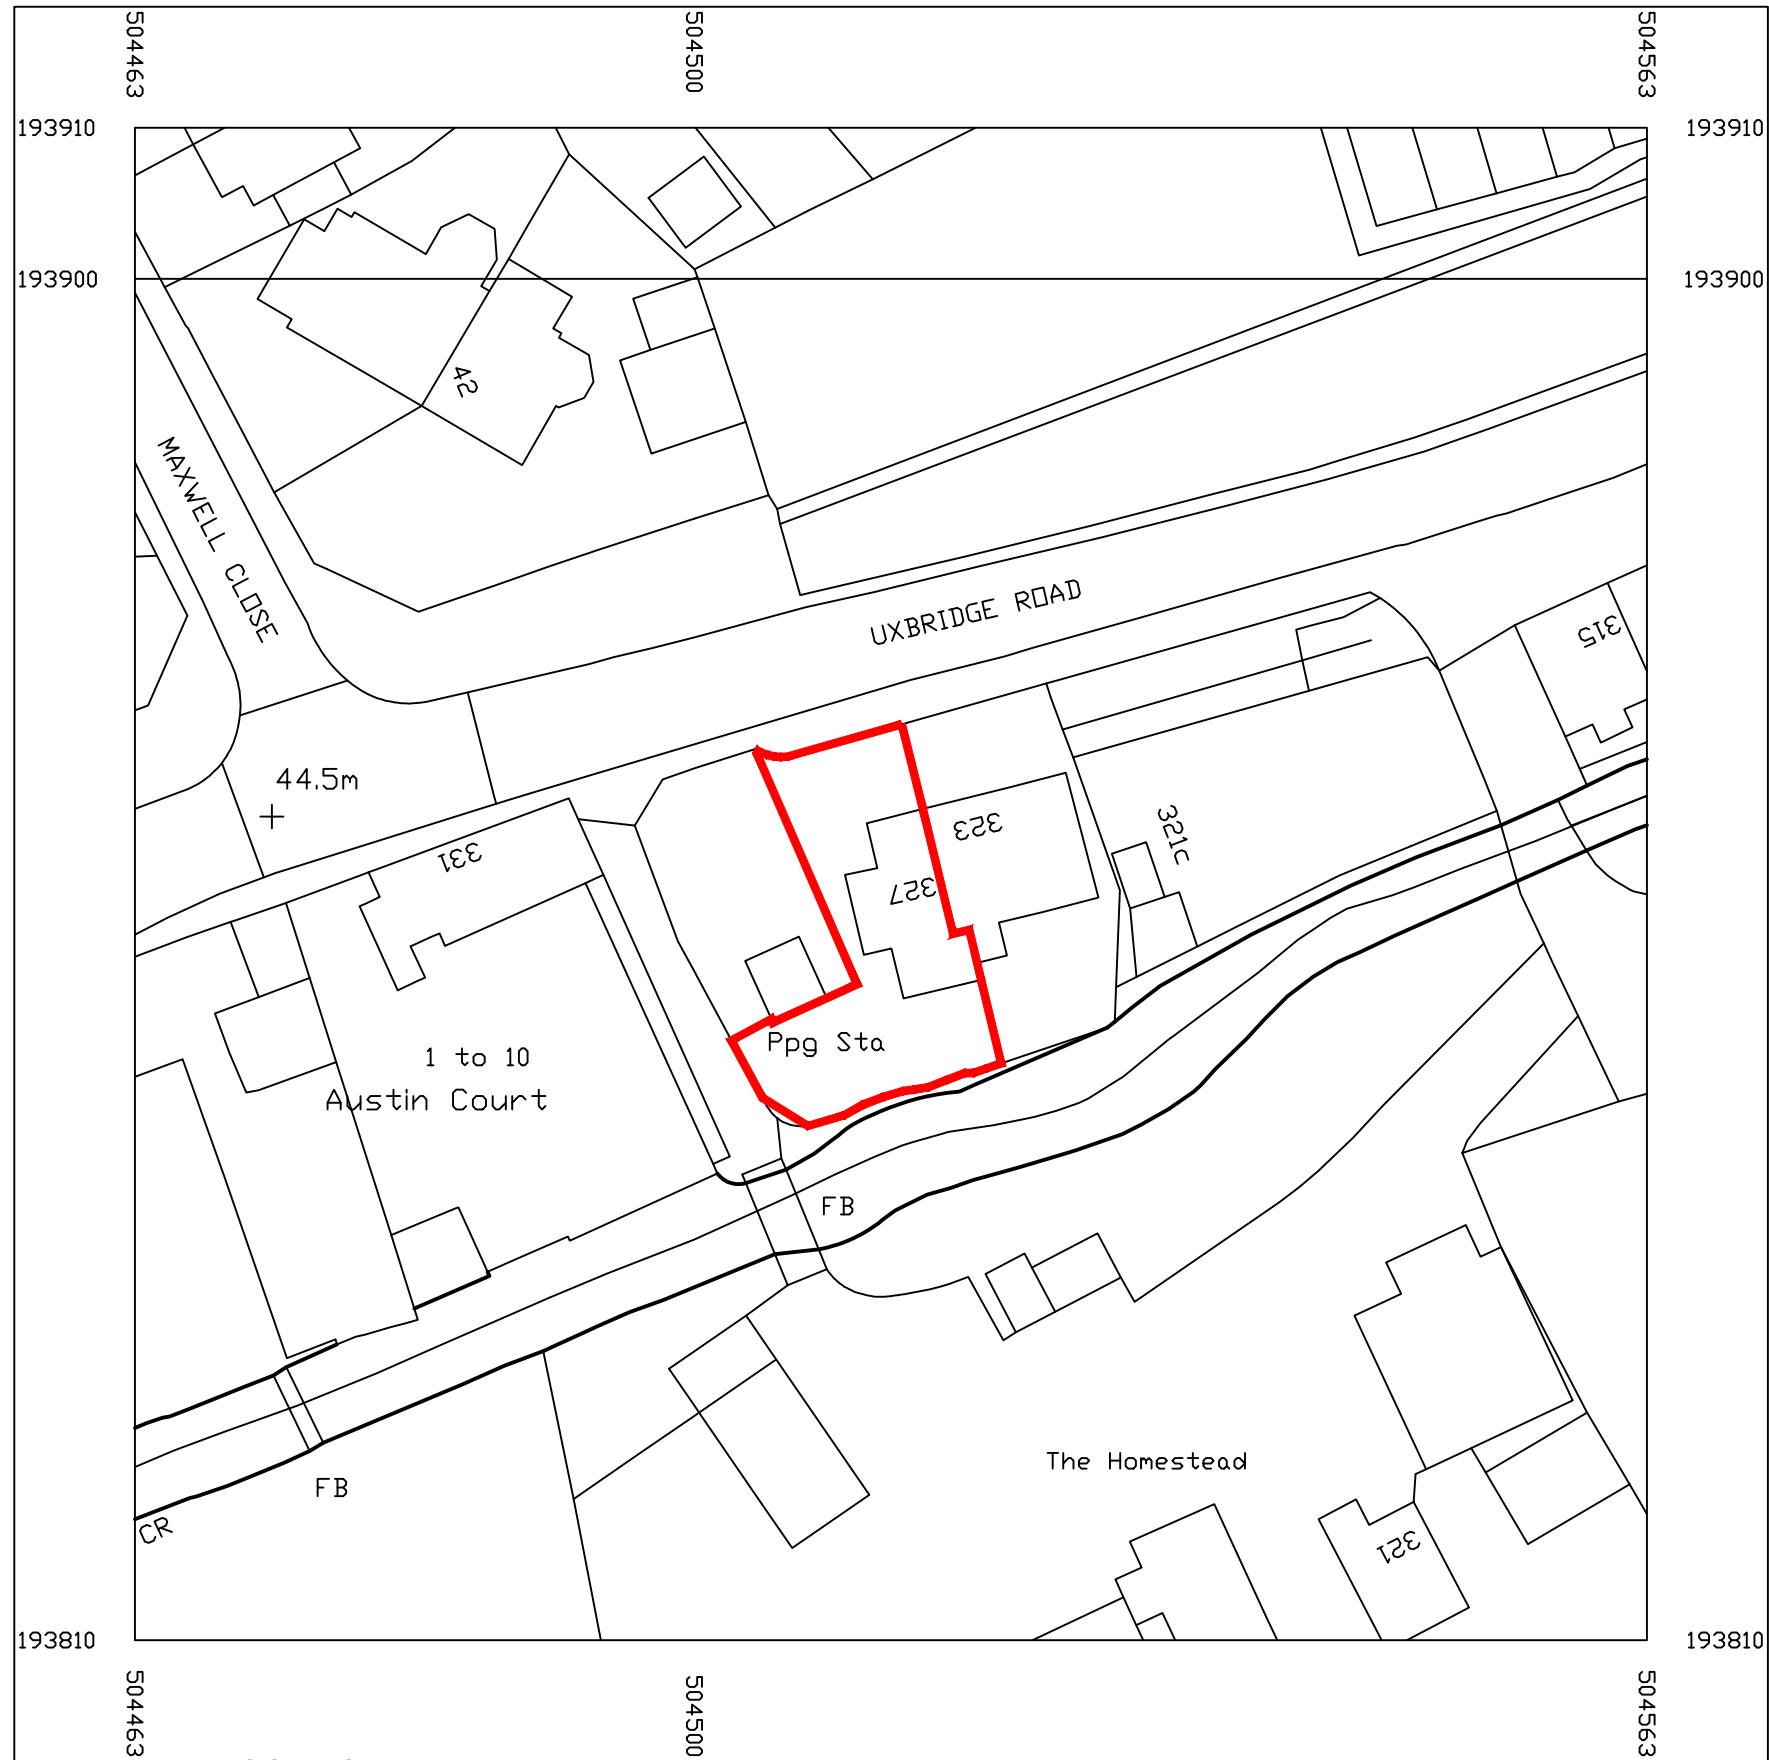 504463
504500
504563
193910
193910
193900
193900
42
MAXWELL CLOSE
UXBRIDGE ROAD
315
44.5m
331
323
321c
327
Ppg Sta
1 to 10
Austin Court
FB
The Homestead
FB
CR
321
193810
193810
504463
504500
504563